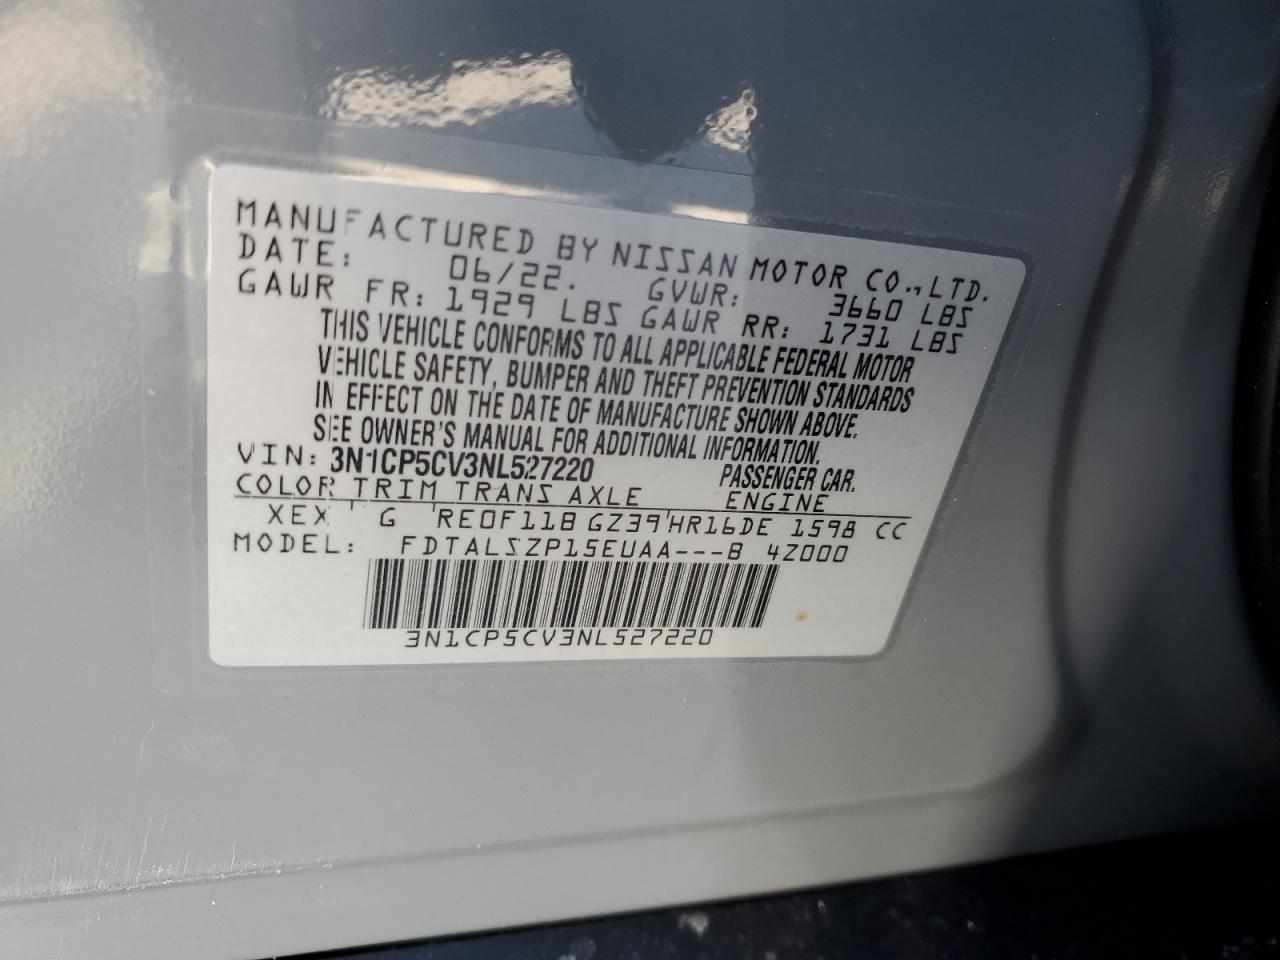 MANUFACTURED BY NISSAN MOTOR CO., LTD.
DATE: 06/22. GVWR: 3660 LBS
GAWR FR: 1929 LBS GAWR RR: 1731 LBS
THIS VEHICLE CONFORMS TO ALL APPLICABLE FEDERAL MOTOR
VEHICLE SAFETY, BUMPER AND THEFT PREVENTION STANDARDS
IN EFFECT ON THE DATE OF MANUFACTURE SHOWN ABOVE.
SEE OWNER'S MANUAL FOR ADDITIONAL INFORMATION.
VIN: 3N1CP5CV3NL527220 PASSENGER CAR.
COLOR TRIM TRANS AXLE ENGINE
XEX G RE0F11B GZ39 HR16DE 1598 CC
MODEL: FDTALSZP15EUAA---B 4Z000
3N1CP5CV3NL527220